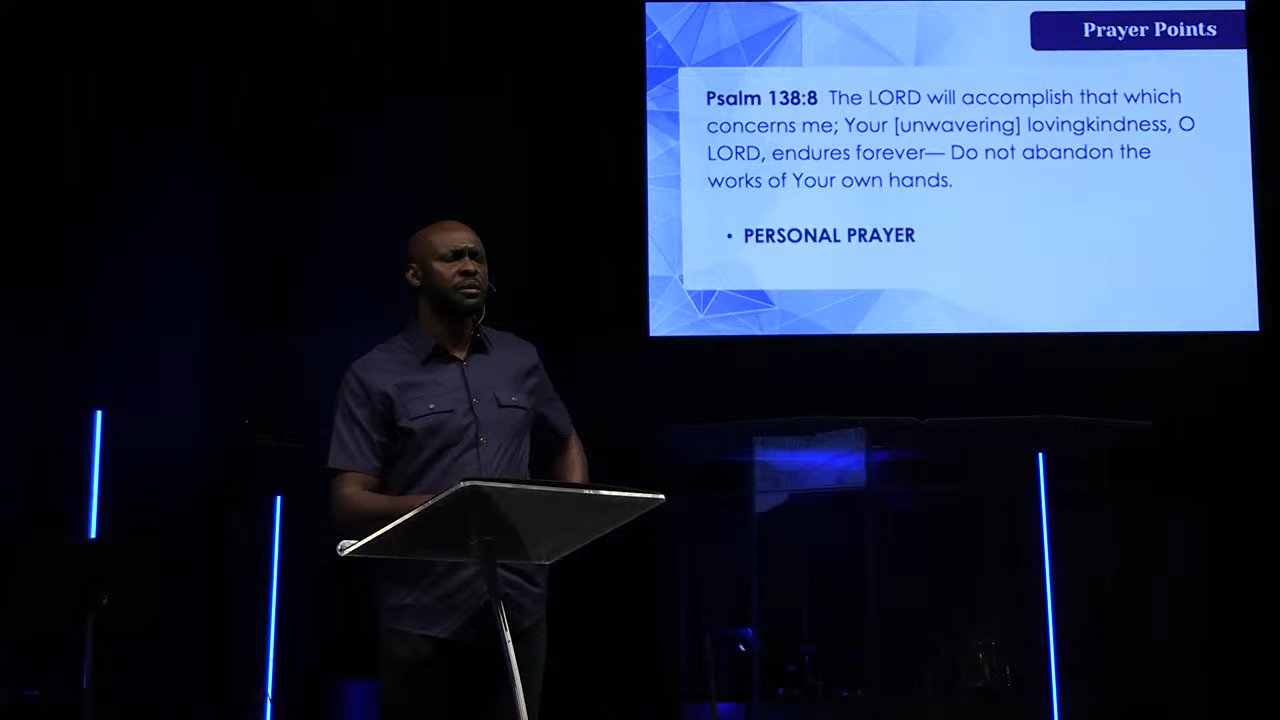 Prayer Points
Psalm 138:8 The LORD will accomplish that which
concerns me; Your [unwavering] lovingkindness, O
LORD, endures forever— Do not abandon the
works of Your own hands.
• PERSONAL PRAYER